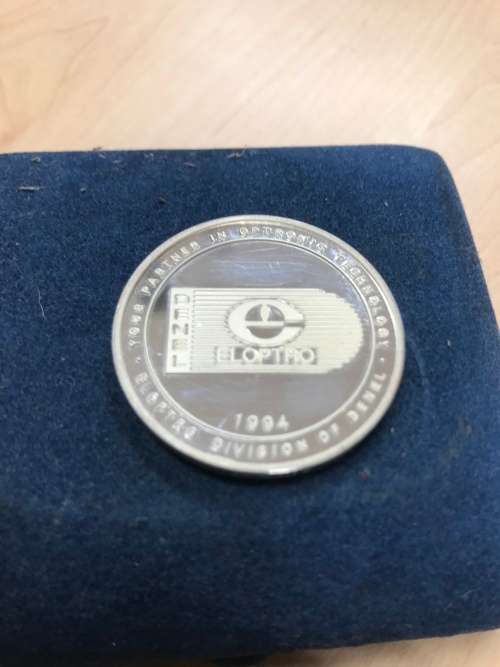 YOUR PARTNER IN OPTRONIC TECHNOLOGY
DENEL
e
ELOPTRO
1994
ELOPTRO DIVISION OF DENEL